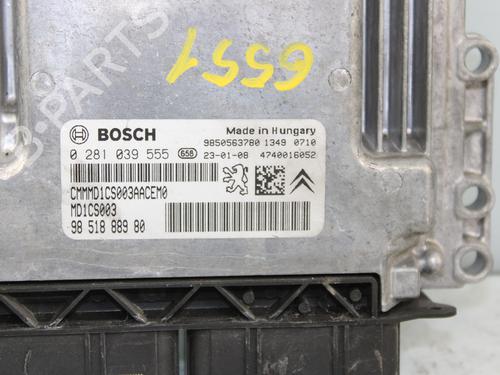 6551
BOSCH
Made in Hungary
9850563780 1349 0710
0 281 039 555 658 23-01-08 4740016052
CMMMD1CS003AACEM0
MD1CS003
98 518 889 80
B-PARTS